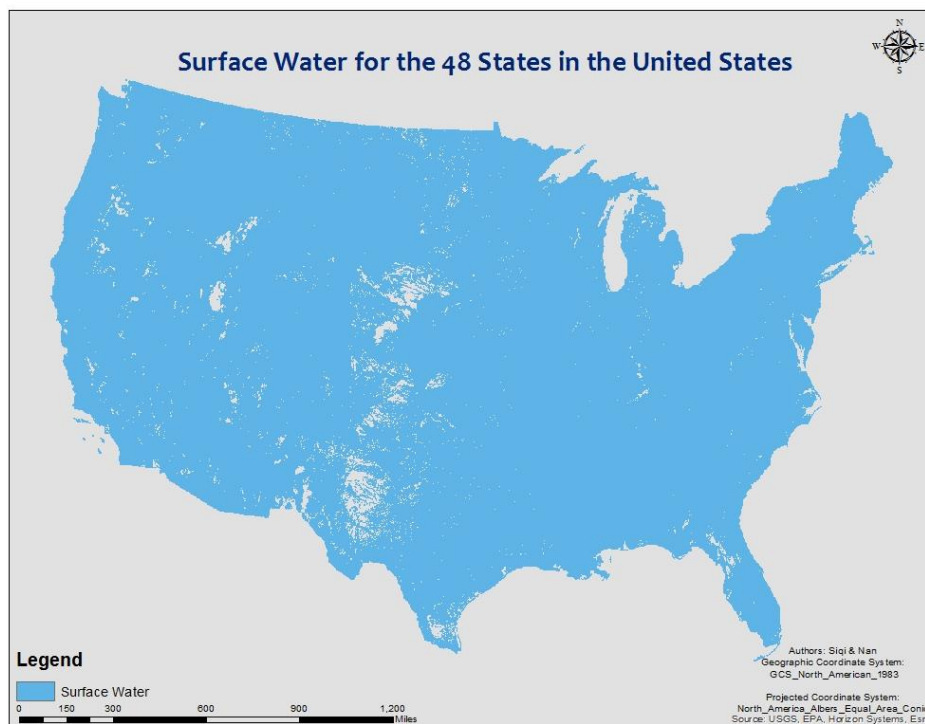 N
W E
S
Surface Water for the 48 States in the United States
Legend
Surface Water
0 150 300 600 900 1,200
Miles
Authors: Siqi & Nan
Geographic Coordinate System:
GCS_North_American_1983
Projected Coordinate System:
North_America_Albers_Equal_Area_Conic
Source: USGS, EPA, Horizon Systems, Esri